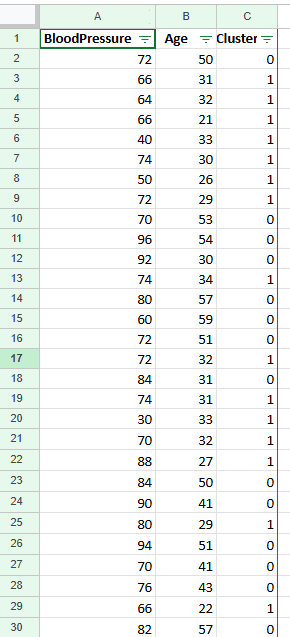 A B C
1 BloodPressure Age Cluster
2 72 50 0
3 66 31 1
4 64 32 1
5 66 21 1
6 40 33 1
7 74 30 1
8 50 26 1
9 72 29 1
10 70 53 0
11 96 54 0
12 92 30 0
13 74 34 1
14 80 57 0
15 60 59 0
16 72 51 0
17 72 32 1
18 84 31 0
19 74 31 1
20 30 33 1
21 70 32 1
22 88 27 1
23 84 50 0
24 90 41 0
25 80 29 1
26 94 51 0
27 70 41 0
28 76 43 0
29 66 22 1
30 82 57 0